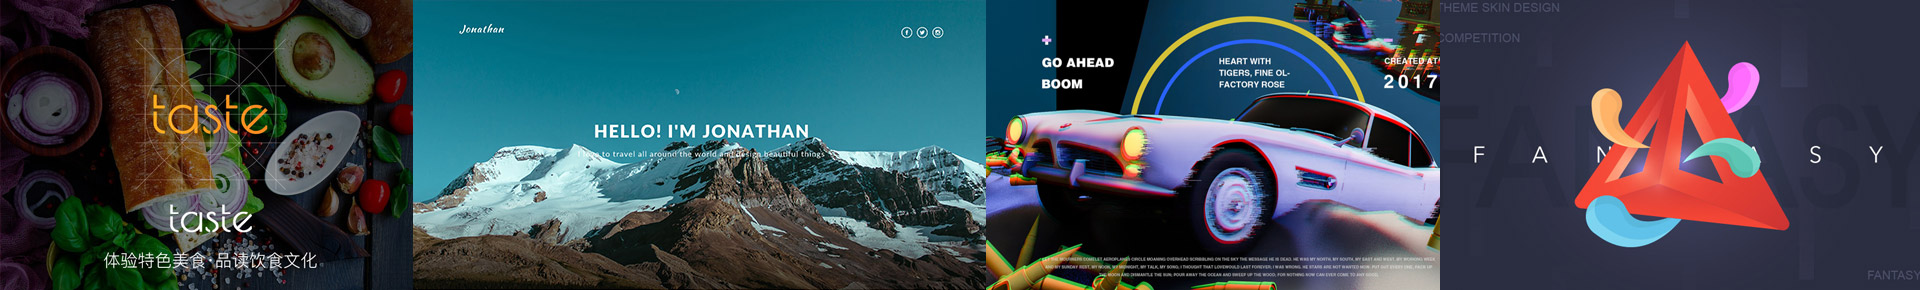 taste
taste
体验特色美食·品读饮食文化
Jonathan
HELLO! I'M JONATHAN
love to travel all around the world and design beautiful things
GO AHEAD
BOOM
HEART WITH
TIGERS, FINE OL-
FACTORY ROSE
CREATED AT
2017
THEME SKIN DESIGN
COMPETITION
FANTASY
FANTASY